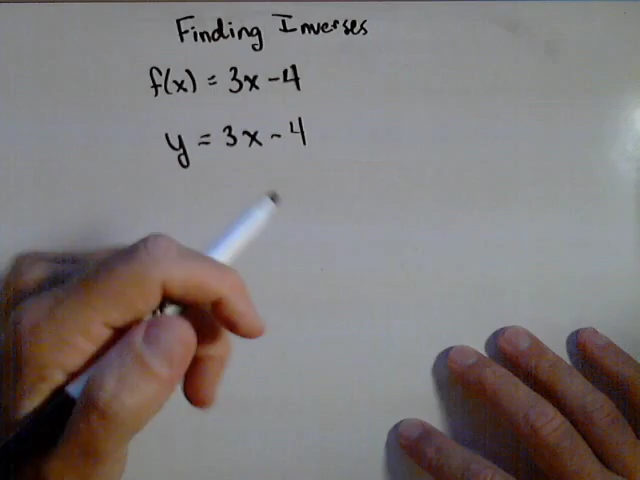 Finding Inverses
f(x) = 3x - 4
y = 3x - 4